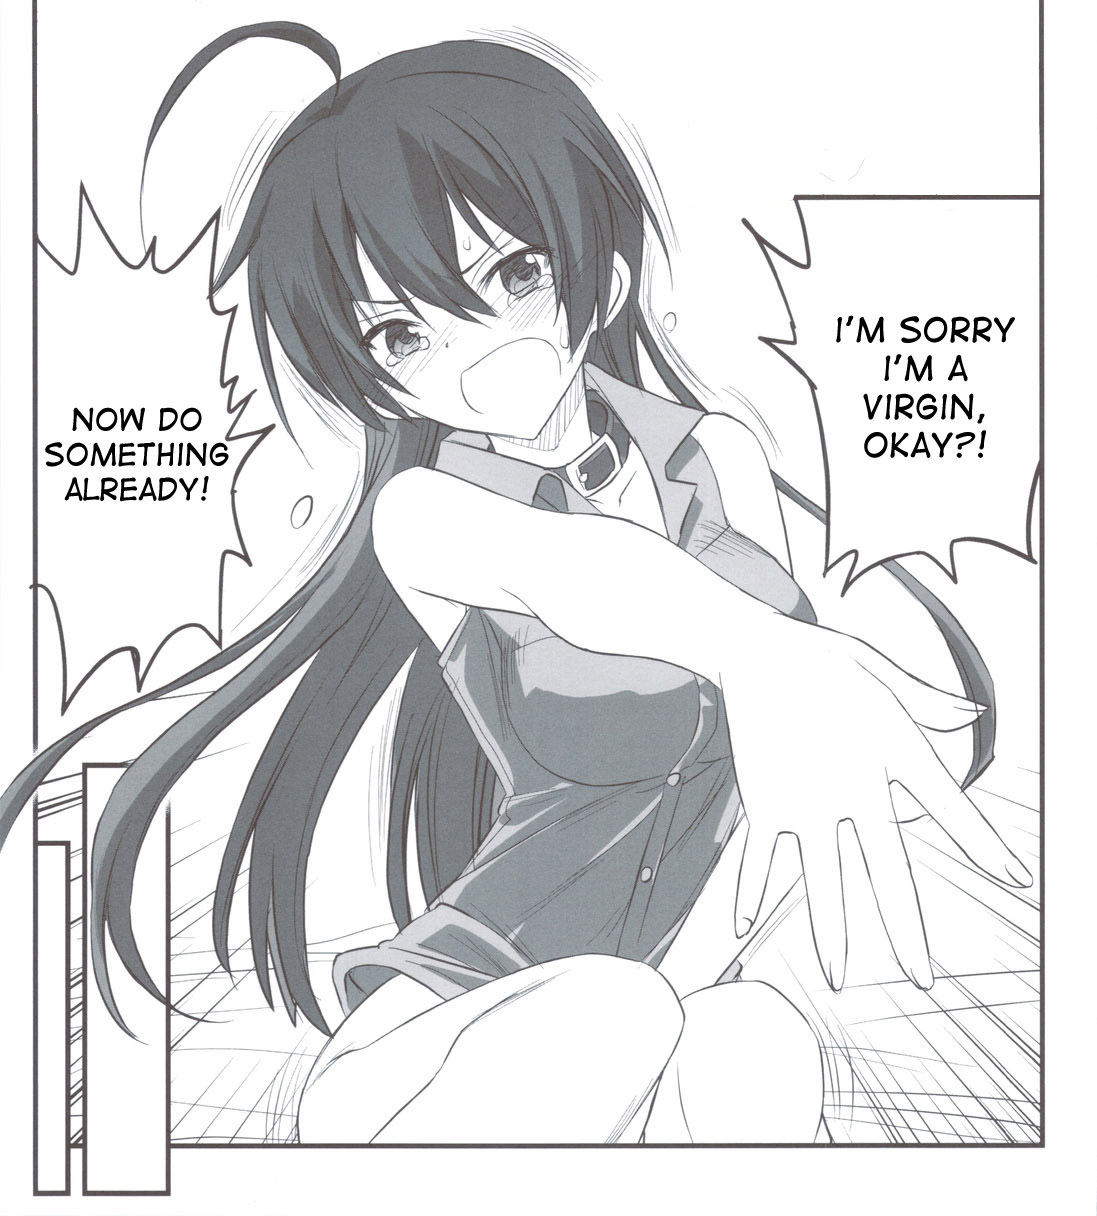 I'M SORRY
I'M A
VIRGIN,
OKAY?!
NOW DO
SOMETHING
ALREADY!